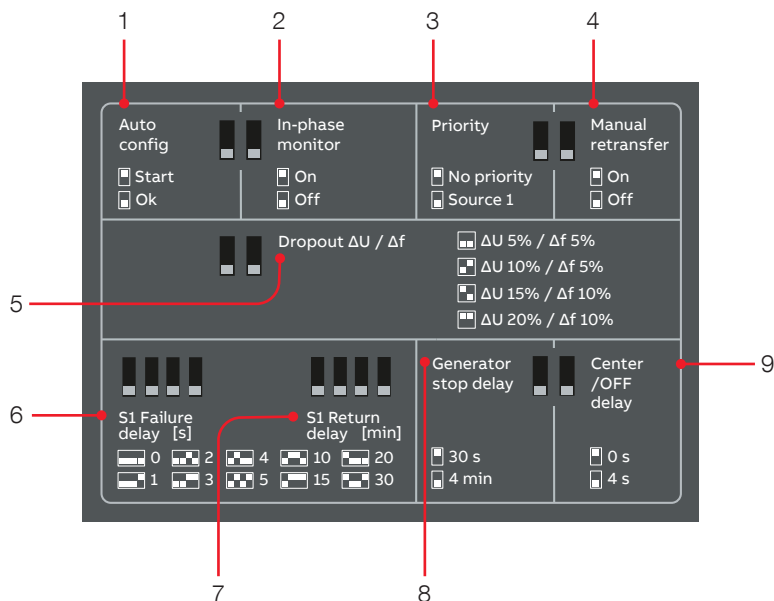 1 2 3 4
Auto config
In-phase monitor
Priority
Manual retransfer
Start
Ok
On
Off
No priority
Source 1
On
Off
Dropout ΔU / Δf
ΔU 5% / Δf 5%
ΔU 10% / Δf 5%
ΔU 15% / Δf 10%
ΔU 20% / Δf 10%
5
S1 Failure
delay [s]
S1 Return
delay [min]
0 2 4 10 20
1 3 5 15 30
Generator
stop delay
30 s
4 min
Center
/OFF
delay
0 s
4 s
9
6
7 8